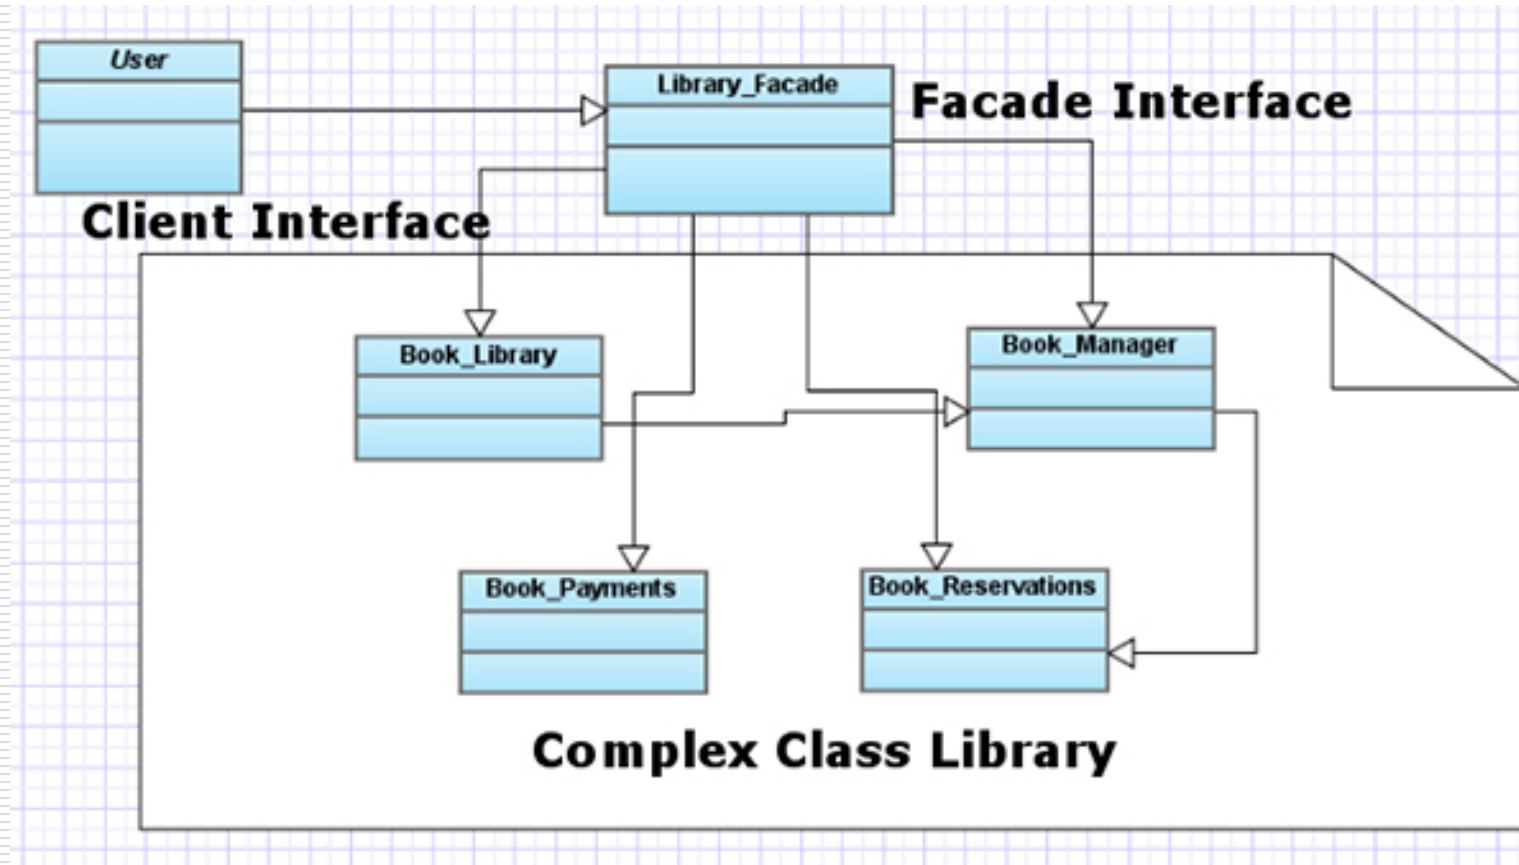 User
Library_Facade
Facade Interface
Client Interface
Book_Library
Book_Manager
Book_Payments
Book_Reservations
Complex Class Library